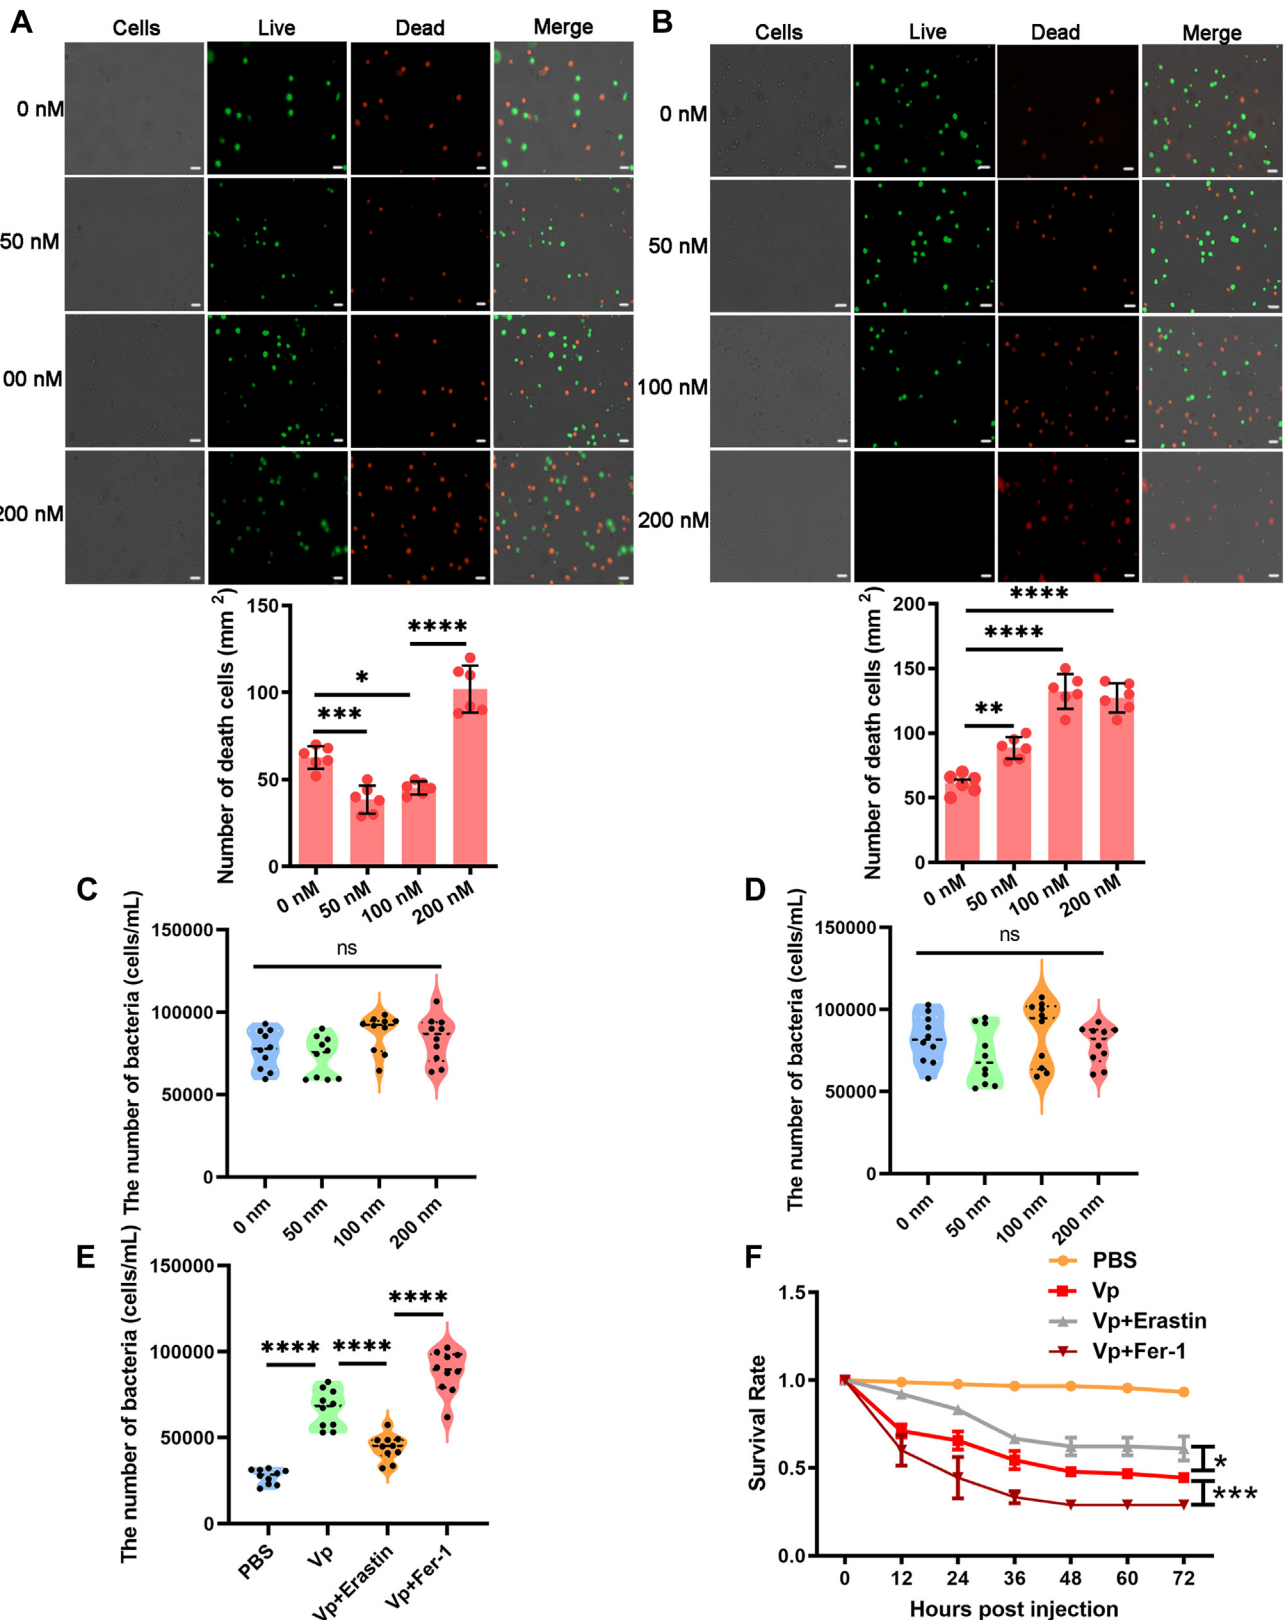 A
Cells Live Dead Merge
0 nM
50 nM
00 nM
200 nM
B
Cells Live Dead Merge
0 nM
50 nM
100 nM
200 nM
Number of death cells (mm²)
150
100
50
0
***
*
****
0 nM 50 nM 100 nM 200 nM
Number of death cells (mm²)
200
150
100
50
0
**
****
****
0 nM 50 nM 100 nM 200 nM
C
The number of bacteria (cells/mL)
150000
100000
50000
0
ns
0 nm 50 nm 100 nm 200 nm
D
The number of bacteria (cells/mL)
150000
100000
50000
0
ns
0 nm 50 nm 100 nm 200 nm
E
The number of bacteria (cells/mL)
150000
100000
50000
0
****
****
****
PBS Vp Vp+Erastin Vp+Fer-1
F
PBS
Vp
Vp+Erastin
Vp+Fer-1
Survival Rate
1.5
1.0
0.5
0.0
*
***
0 12 24 36 48 60 72
Hours post injection